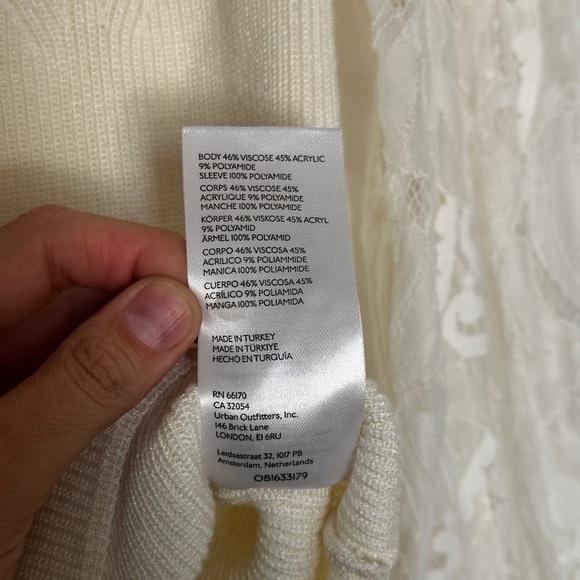 BODY 46% VISCOSE 45% ACRYLIC
9% POLYAMIDE
SLEEVE 100% POLYAMIDE
CORPS 46% VISCOSE 45%
ACRYLIQUE 9% POLYAMIDE
MANCHE 100% POLYAMIDE
KÖRPER 46% VISKOSE 45% ACRYL
9% POLYAMID
ÄRMEL 100% POLYAMID
CORPO 46% VISCOSA 45%
ACRILICO 9% POLIAMMIDE
MANICA 100% POLIAMMIDE
CUERPO 46% VISCOSA 45%
ACRÍLICO 9% POLIAMIDA
MANGA 100% POLIAMIDA
MADE IN TURKEY
MADE IN TÜRKIYE
HECHO EN TURQUÍA
RN 66170
CA 32054
Urban Outfitters, Inc.
146 Brick Lane
LONDON, E1 6RU
Leidsestraat 32, 1017 PB
Amsterdam, Netherlands
OB1633179